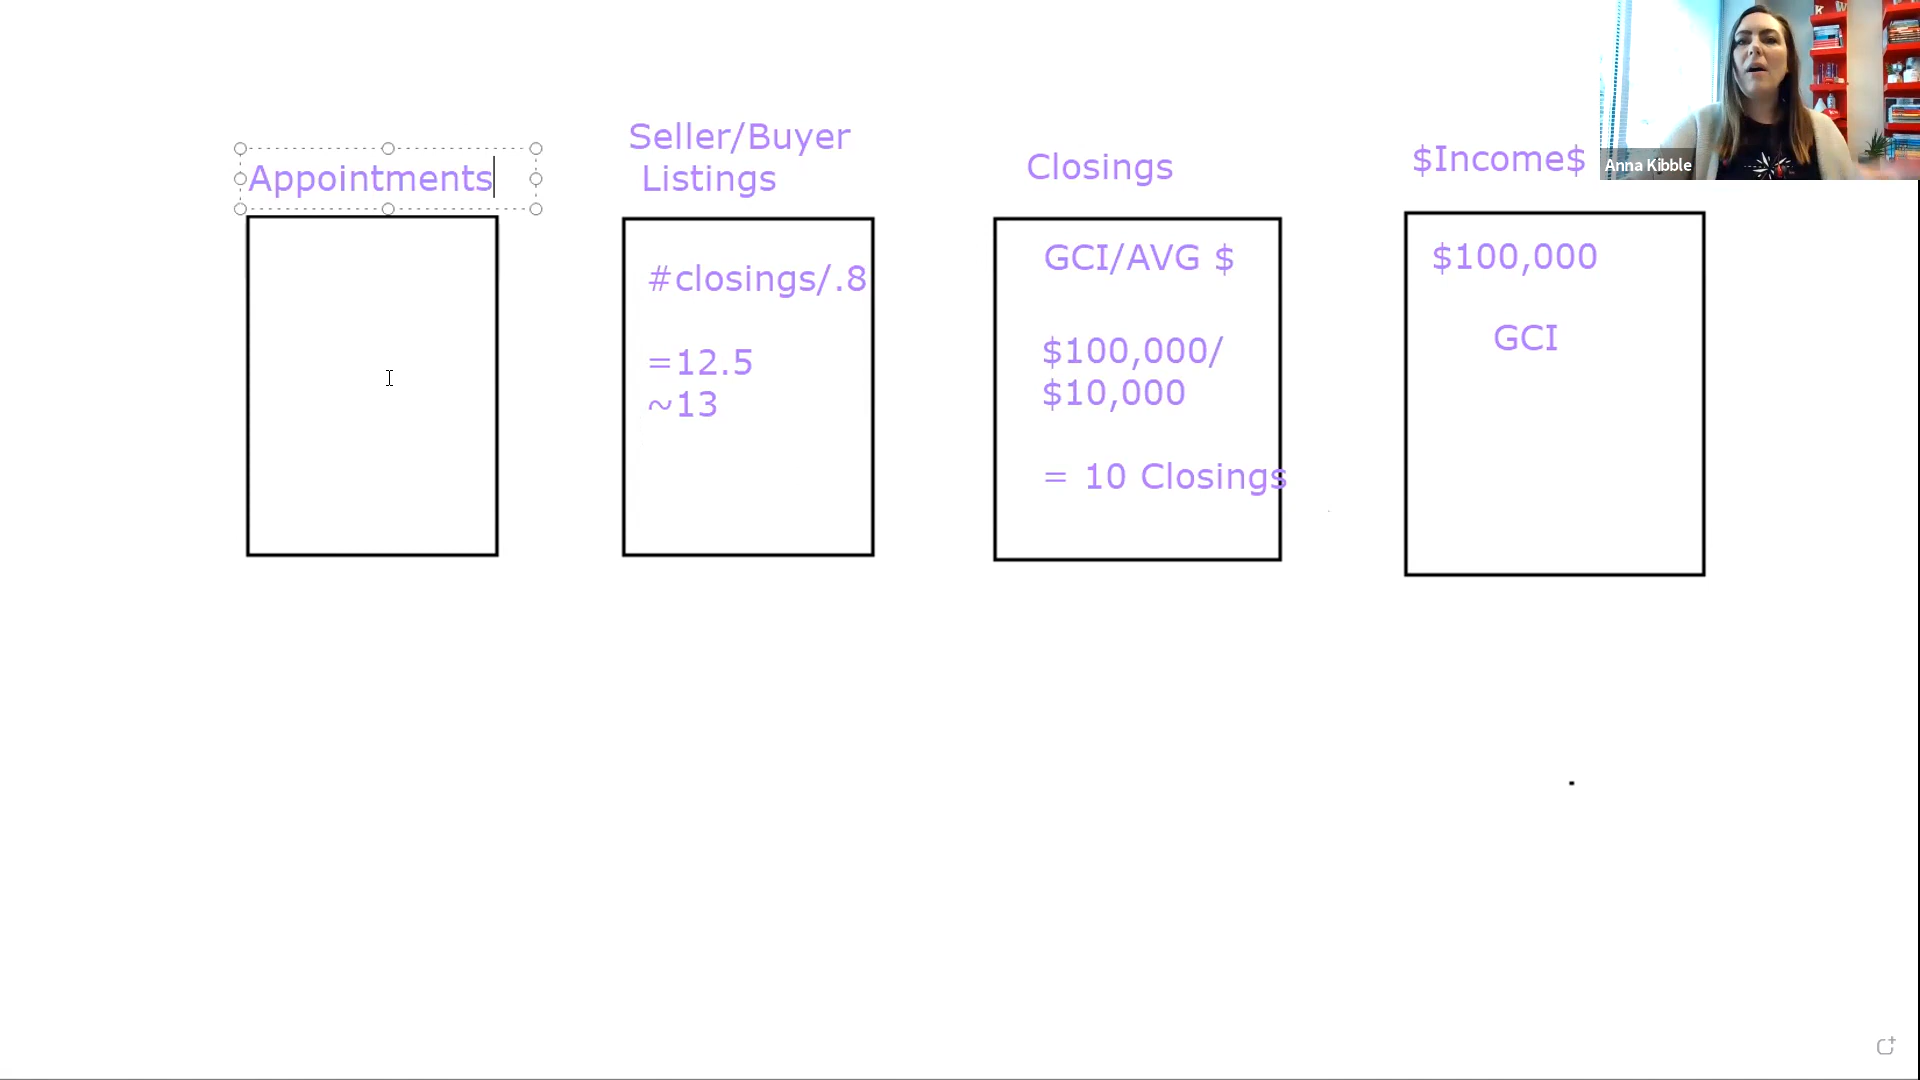 Appointments
Seller/Buyer
Listings
#closings/.8
=12.5
~13
Closings
GCI/AVG $
$100,000/
$10,000
= 10 Closings
$Income$
$100,000
GCI
K W
Anna Kibble